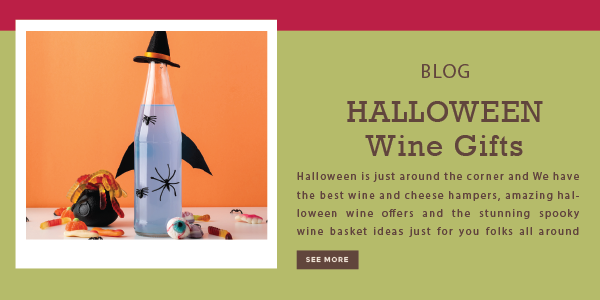 BLOG
HALLOWEEN
Wine Gifts
Halloween is just around the corner and We have
the best wine and cheese hampers, amazing hal-
loween wine offers and the stunning spooky
wine basket ideas just for you folks all around
SEE MORE